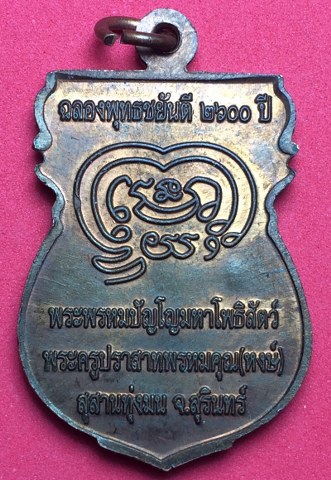 ฉลองพุทธชยันตี ๒๖๐๐ ปี
พระพรหมปัญโญมหาโพธิสัตว์
พระครูปราสาทพรหมคุณ(หงษ์)
สุสานทุ่งมน จ.สุรินทร์